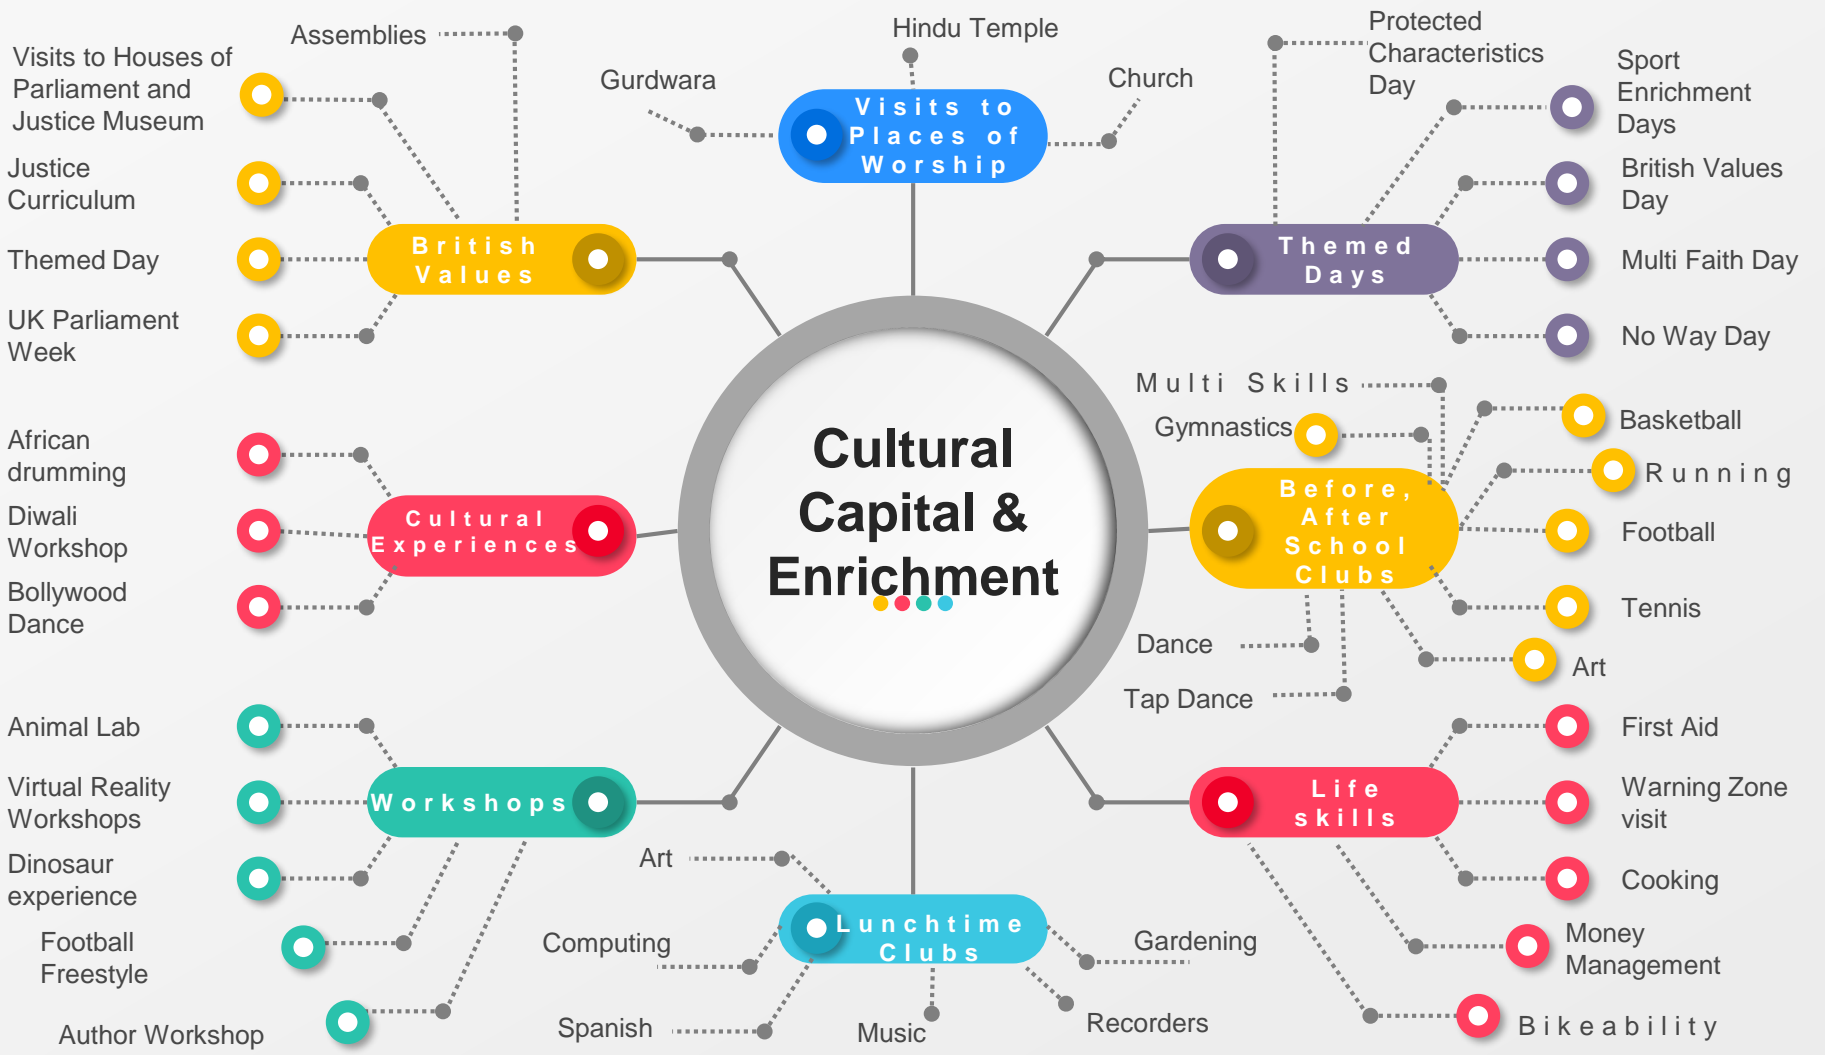 Assemblies
Visits to Houses of
Parliament and
Justice Museum
Justice
Curriculum
Themed Day
UK Parliament
Week
British
Values
Gurdwara
Hindu Temple
Church
Visits to
Places of
Worship
Protected
Characteristics
Day
Sport
Enrichment
Days
British Values
Day
Multi Faith Day
No Way Day
Themed
Days
African
drumming
Diwali
Workshop
Bollywood
Dance
Cultural
Experiences
Cultural
Capital &
Enrichment
Multi Skills
Gymnastics
Basketball
Running
Football
Tennis
Art
Before,
After
School
Clubs
Dance
Tap Dance
Animal Lab
Virtual Reality
Workshops
Dinosaur
experience
Football
Freestyle
Author Workshop
Workshops
Art
Computing
Spanish
Music
Recorders
Gardening
Lunchtime
Clubs
Life
skills
First Aid
Warning Zone
visit
Cooking
Money
Management
Bikeability